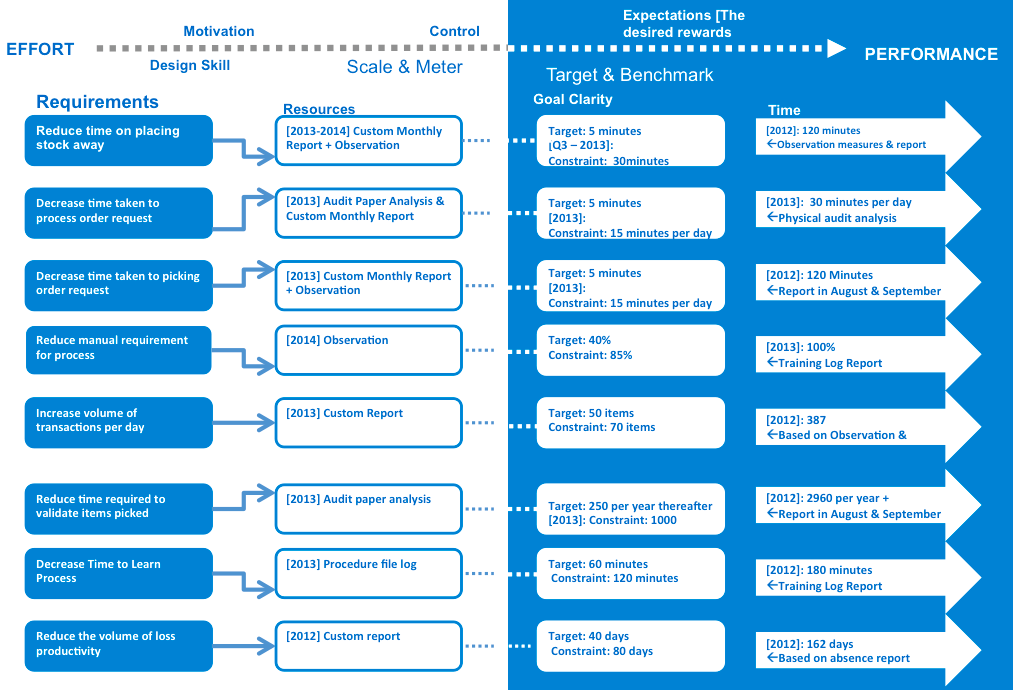 Expectations [The
desired rewards
Motivation
Control
EFFORT
PERFORMANCE
Design Skill
Scale & Meter
Target & Benchmark
Requirements
Resources
Goal Clarity
Time
Reduce time on placing
stock away
[2013-2014] Custom Monthly
Report + Observation
Target: 5 minutes
[Q3 – 2013]:
Constraint:  30minutes
[2012]: 120 minutes
←Observation measures & report
Decrease time taken to
process order request
[2013] Audit Paper Analysis &
Custom Monthly Report
Target: 5 minutes
[2013]:
Constraint: 15 minutes per day
[2013]:  30 minutes per day
←Physical audit analysis
Decrease time taken to picking
order request
[2013] Custom Monthly Report
+ Observation
Target: 5 minutes
[2013]:
Constraint: 15 minutes per day
[2012]: 120 Minutes
←Report in August & September
Reduce manual requirement
for process
[2014] Observation
Target: 40%
Constraint: 85%
[2013]: 100%
←Training Log Report
Increase volume of
transactions per day
[2013] Custom Report
Target: 50 items
Constraint: 70 items
[2012]: 387
←Based on Observation &
Reduce time required to
validate items picked
[2013] Audit paper analysis
Target: 250 per year thereafter
[2013]: Constraint: 1000
[2012]: 2960 per year +
←Report in August & September
Decrease Time to Learn
Process
[2013] Procedure file log
Target: 60 minutes
Constraint: 120 minutes
[2012]: 180 minutes
←Training Log Report
Reduce the volume of loss
productivity
[2012] Custom report
Target: 40 days
Constraint: 80 days
[2012]: 162 days
←Based on absence report